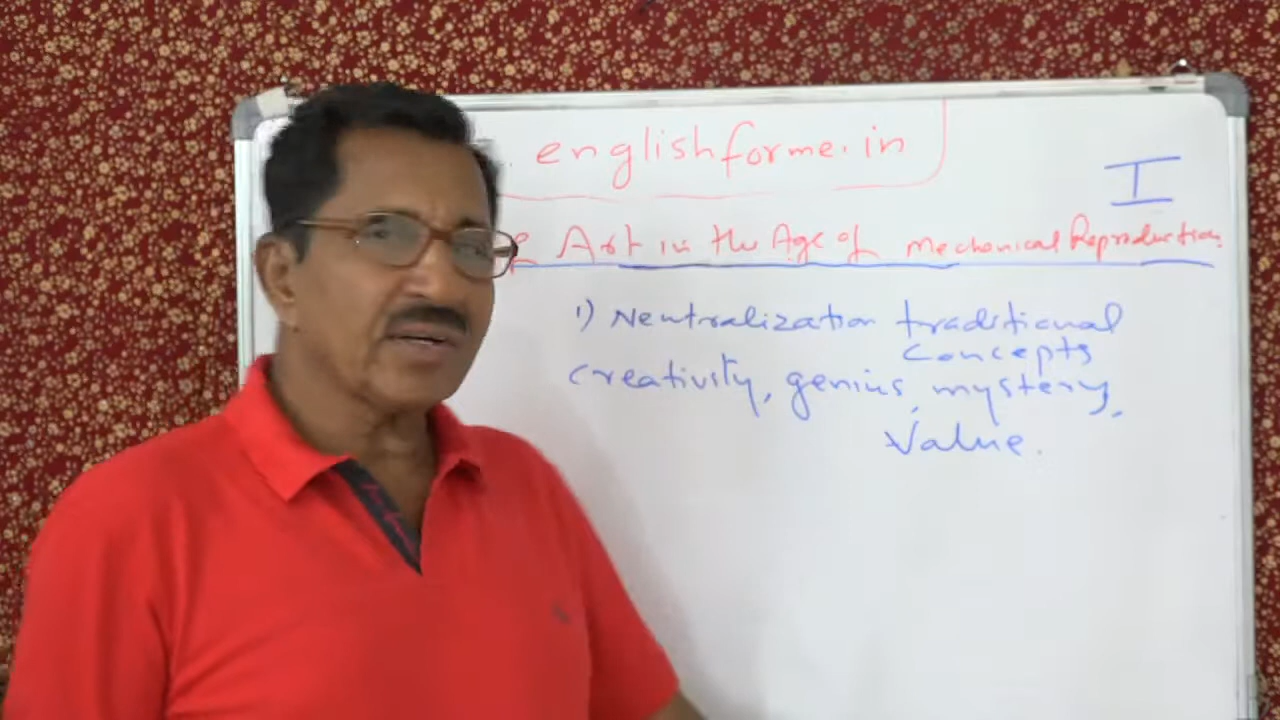 englishforme.in
I
Art in the Age of Mechanical Reproduction
1) Neutralization traditional
concepts
creativity, genius, mystery,
value.